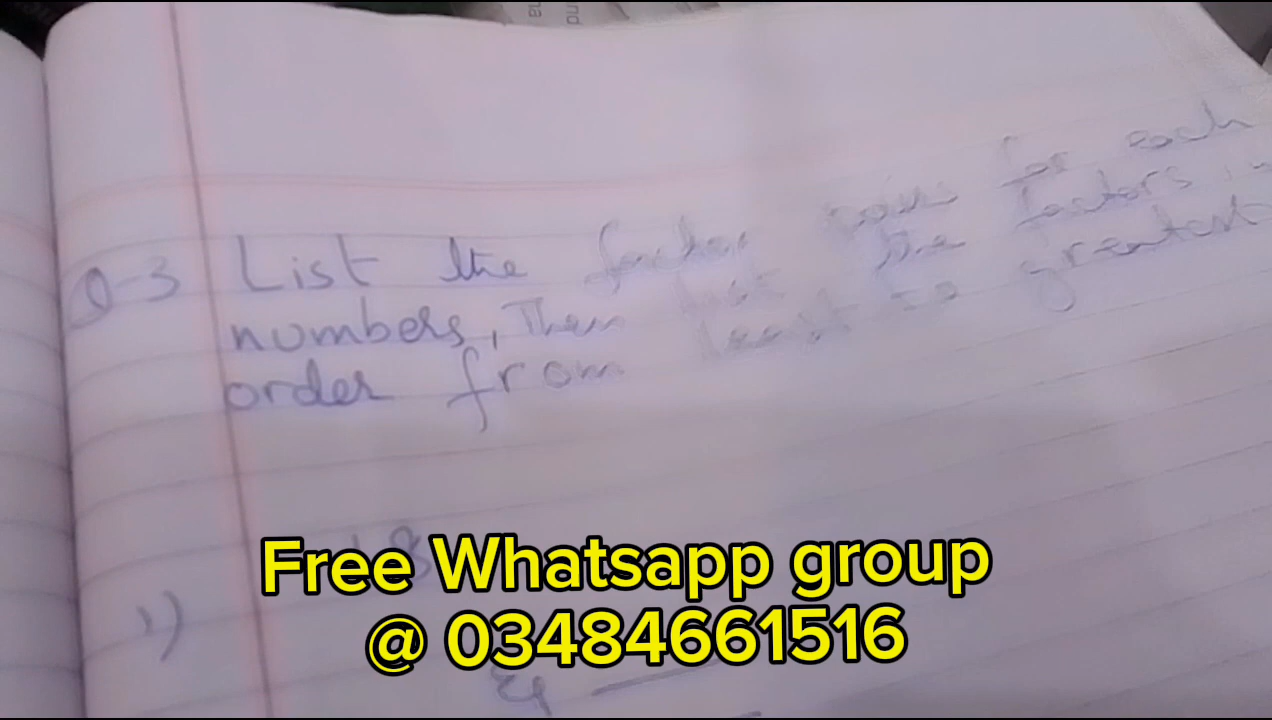 Q-3 List the factor pairs for each
numbers, Then list the factors in
order from least to greatest
1) 18
Free Whatsapp group
@ 03484661516